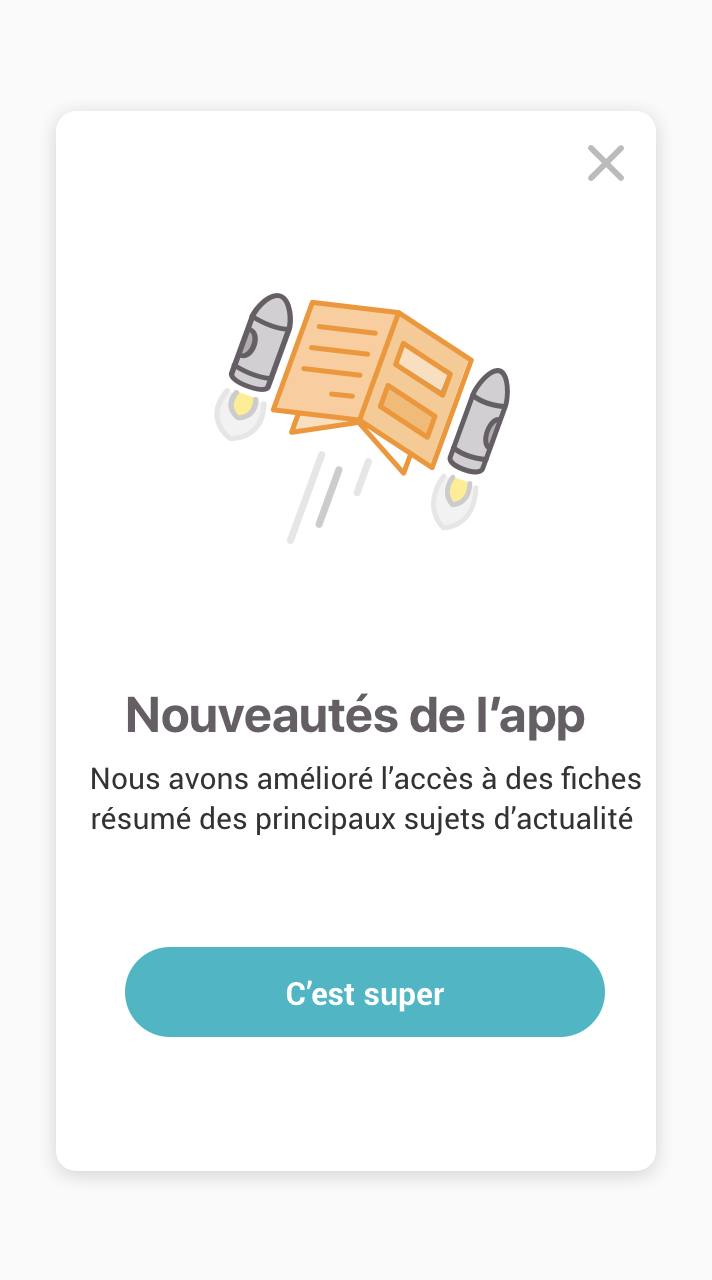 Nouveautés de l’app
Nous avons amélioré l’accès à des fiches
résumé des principaux sujets d’actualité
C’est super